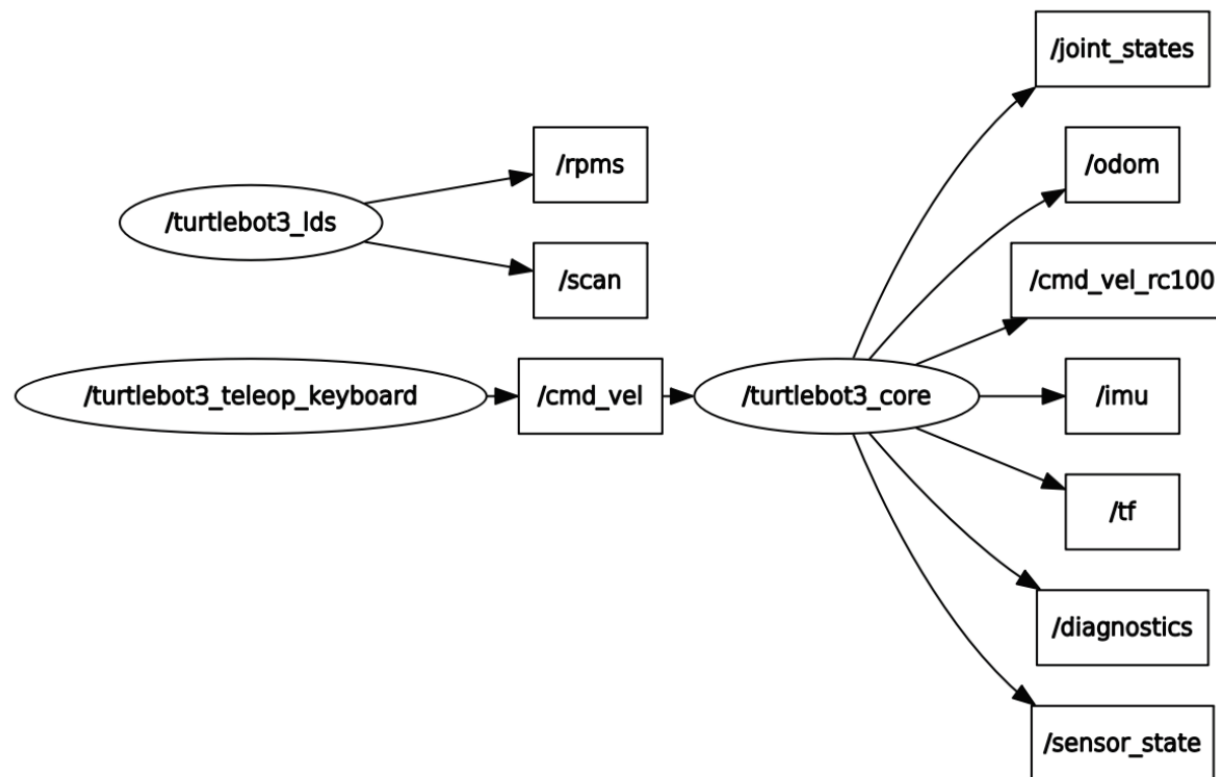 /joint_states
/rpms
/odom
/turtlebot3_lds
/scan
/cmd_vel_rc100
/turtlebot3_teleop_keyboard
/cmd_vel
/turtlebot3_core
/imu
/tf
/diagnostics
/sensor_state